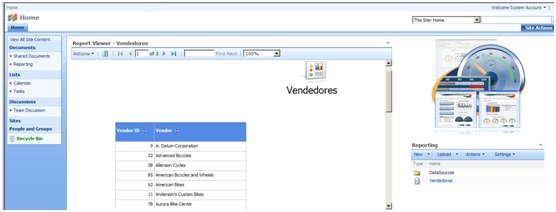 Home
Welcome System Account
Home
This Site: Home
Home
Site Actions
View All Site Content
Documents
Shared Documents
Reporting
Lists
Calendar
Tasks
Discussions
Team Discussion
Sites
People and Groups
Recycle Bin
Report Viewer - Vendedores
Actions 1 of 3 Find Next 100%
Vendedores
Vendor ID Vendor
9 A. Datum Corporation
32 Advanced Bicycles
38 Allenson Cycles
85 American Bicycles and Wheels
92 American Bikes
11 Anderson's Custom Bikes
78 Aurora Bike Center
Reporting
New Upload Actions Settings
Type Name
DataSources
Vendedores